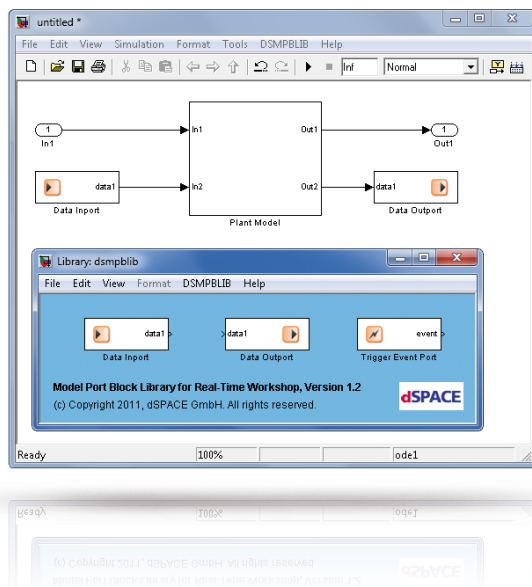 untitled *
File Edit View Simulation Format Tools DSMPBLIB Help
Inf Normal
1 In1 Out1 1
In1 Out1
data1 In2 Out2 data1
Data Inport Data Outport
Plant Model
Library: dsmpblib
File Edit View Format DSMPBLIB Help
data1 data1 event
Data Inport Data Outport Trigger Event Port
Model Port Block Library for Real-Time Workshop, Version 1.2
(c) Copyright 2011, dSPACE GmbH. All rights reserved.
dSPACE
Ready 100% ode1